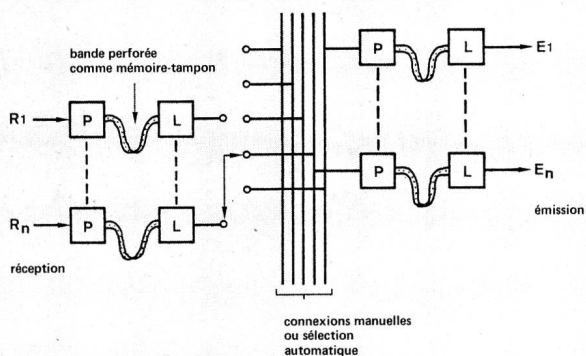 bande perforée
comme mémoire-tampon
P
L
E1
R1
P
L
P
L
En
émission
Rn
P
L
réception
connexions manuelles
ou sélection
automatique